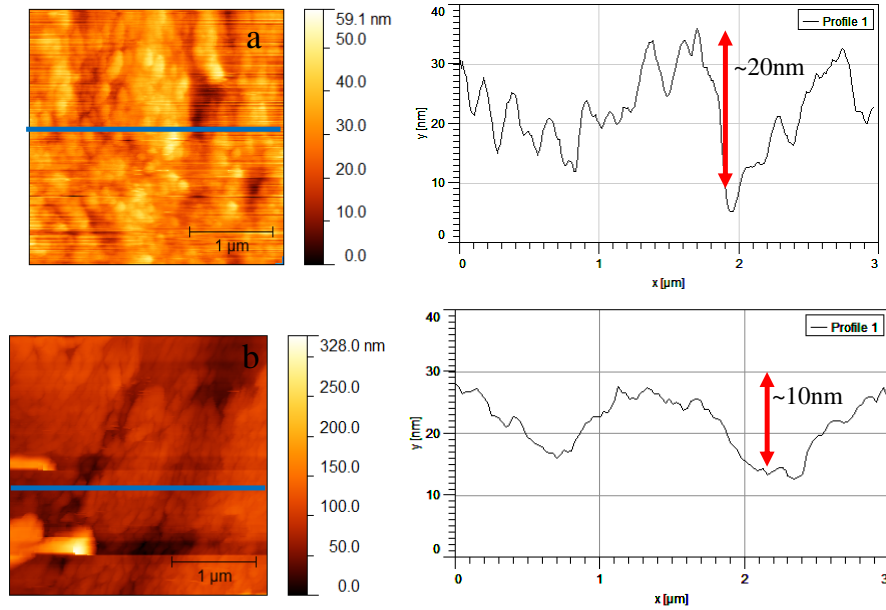 a
59.1 nm
50.0
40.0
30.0
20.0
10.0
0.0
1 µm
Profile 1
~20nm
40
30
20
10
0
y [nm]
0
1
2
3
x [µm]
b
328.0 nm
250.0
200.0
150.0
100.0
50.0
0.0
1 µm
Profile 1
~10nm
40
30
20
10
0
y [nm]
0
1
2
3
x [µm]